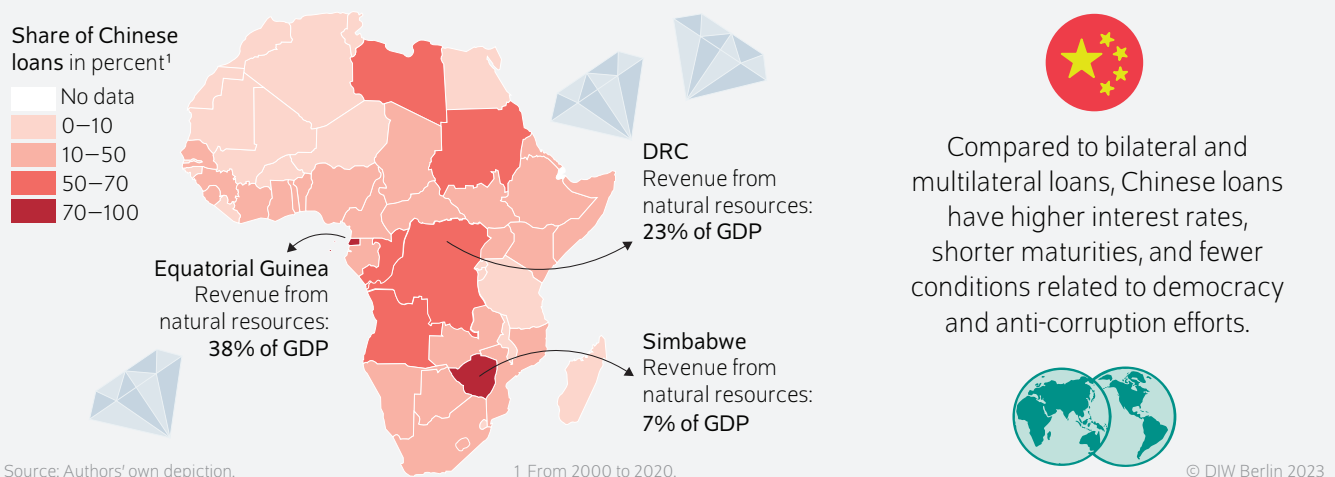 Share of Chinese
loans in percent¹
No data
0–10
10–50
50–70
70–100
Equatorial Guinea
Revenue from
natural resources:
38% of GDP
DRC
Revenue from
natural resources:
23% of GDP
Simbabwe
Revenue from
natural resources:
7% of GDP
Compared to bilateral and
multilateral loans, Chinese loans
have higher interest rates,
shorter maturities, and fewer
conditions related to democracy
and anti-corruption efforts.
Source: Authors' own depiction.
1 From 2000 to 2020.
© DIW Berlin 2023